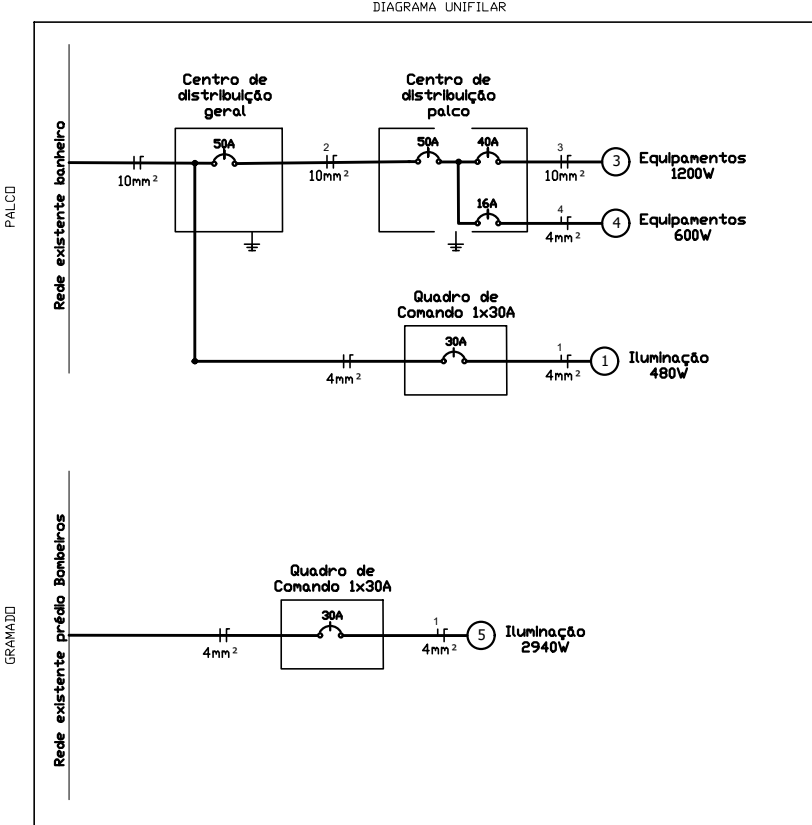 DIAGRAMA UNIFILAR
PALCO
Rede existente banheiro
Centro de
distribuição
geral
50A
10mm²
2
10mm²
Centro de
distribuição
palco
50A
40A
16A
3
10mm²
3
Equipamentos
1200W
4
4mm²
4
Equipamentos
600W
Quadro de
Comando 1x30A
30A
4mm²
1
4mm²
1
Iluminação
480W
GRAMADO
Rede existente prédio Bombeiros
Quadro de
Comando 1x30A
30A
4mm²
1
4mm²
5
Iluminação
2940W